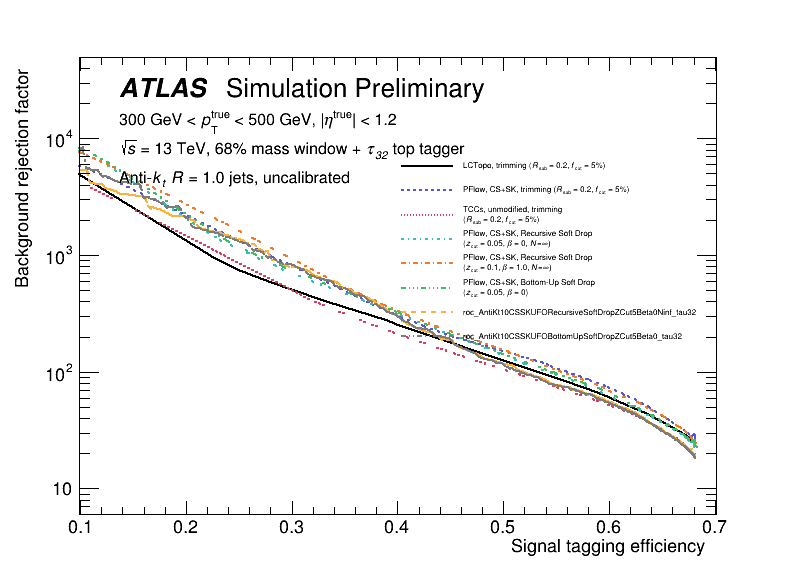 Background rejection factor
ATLAS Simulation Preliminary
300 GeV < p_T^true < 500 GeV, |η^true| < 1.2
√s = 13 TeV, 68% mass window + τ_32 top tagger
Anti-k_t R = 1.0 jets, uncalibrated
LCTopo, trimming (R_sub = 0.2, f_cut = 5%)
PFlow, CS+SK, trimming (R_sub = 0.2, f_cut = 5%)
TCCs, unmodified, trimming
(R_sub = 0.2, f_cut = 5%)
PFlow, CS+SK, Recursive Soft Drop
(z_cut = 0.05, β = 0, N=∞)
PFlow, CS+SK, Recursive Soft Drop
(z_cut = 0.1, β = 1.0, N=∞)
PFlow, CS+SK, Bottom-Up Soft Drop
(z_cut = 0.05, β = 0)
roc_AntiKt10CSSKUFORecursiveSoftDropZCut5Beta0Ninf_tau32
roc_AntiKt10CSSKUFOBottomUpSoftDropZCut5Beta0_tau32
10^4
10^3
10^2
10
0.1 0.2 0.3 0.4 0.5 0.6 0.7
Signal tagging efficiency